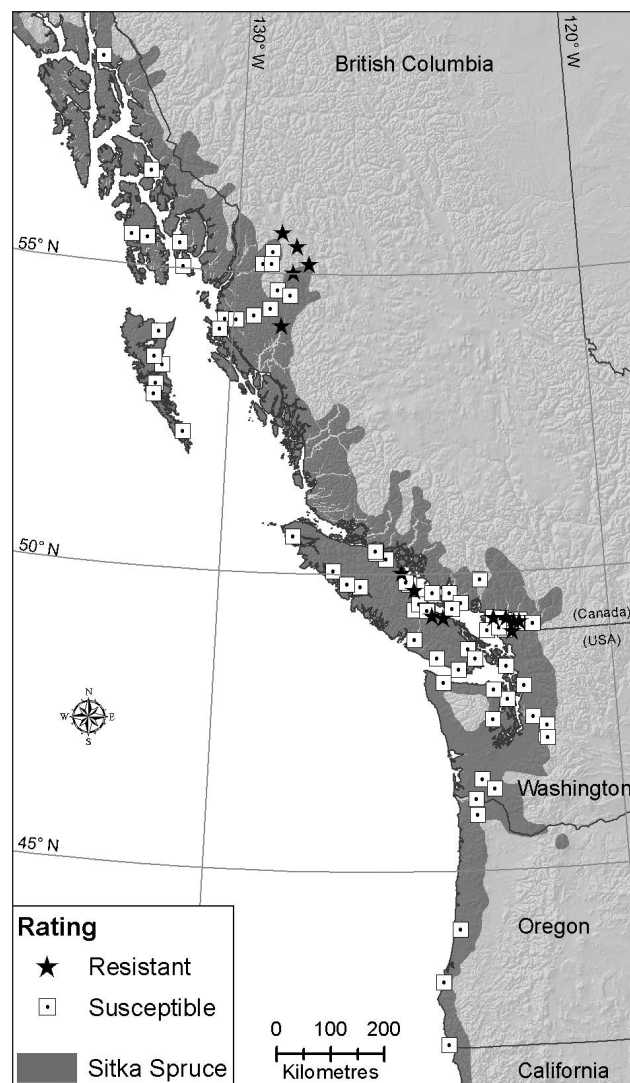 130° W
120° W
British Columbia
55° N
50° N
(Canada)
(USA)
N
W E
S
Washington
45° N
Oregon
California
Rating
Resistant
Susceptible
Sitka Spruce
0 100 200
Kilometres